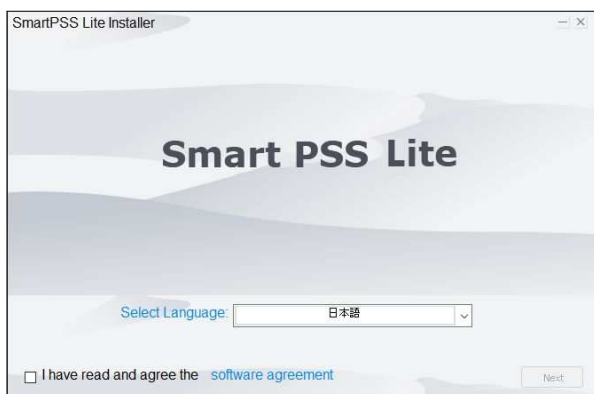 SmartPSS Lite Installer
Smart PSS Lite
Select Language: 日本語
I have read and agree the software agreement
Next